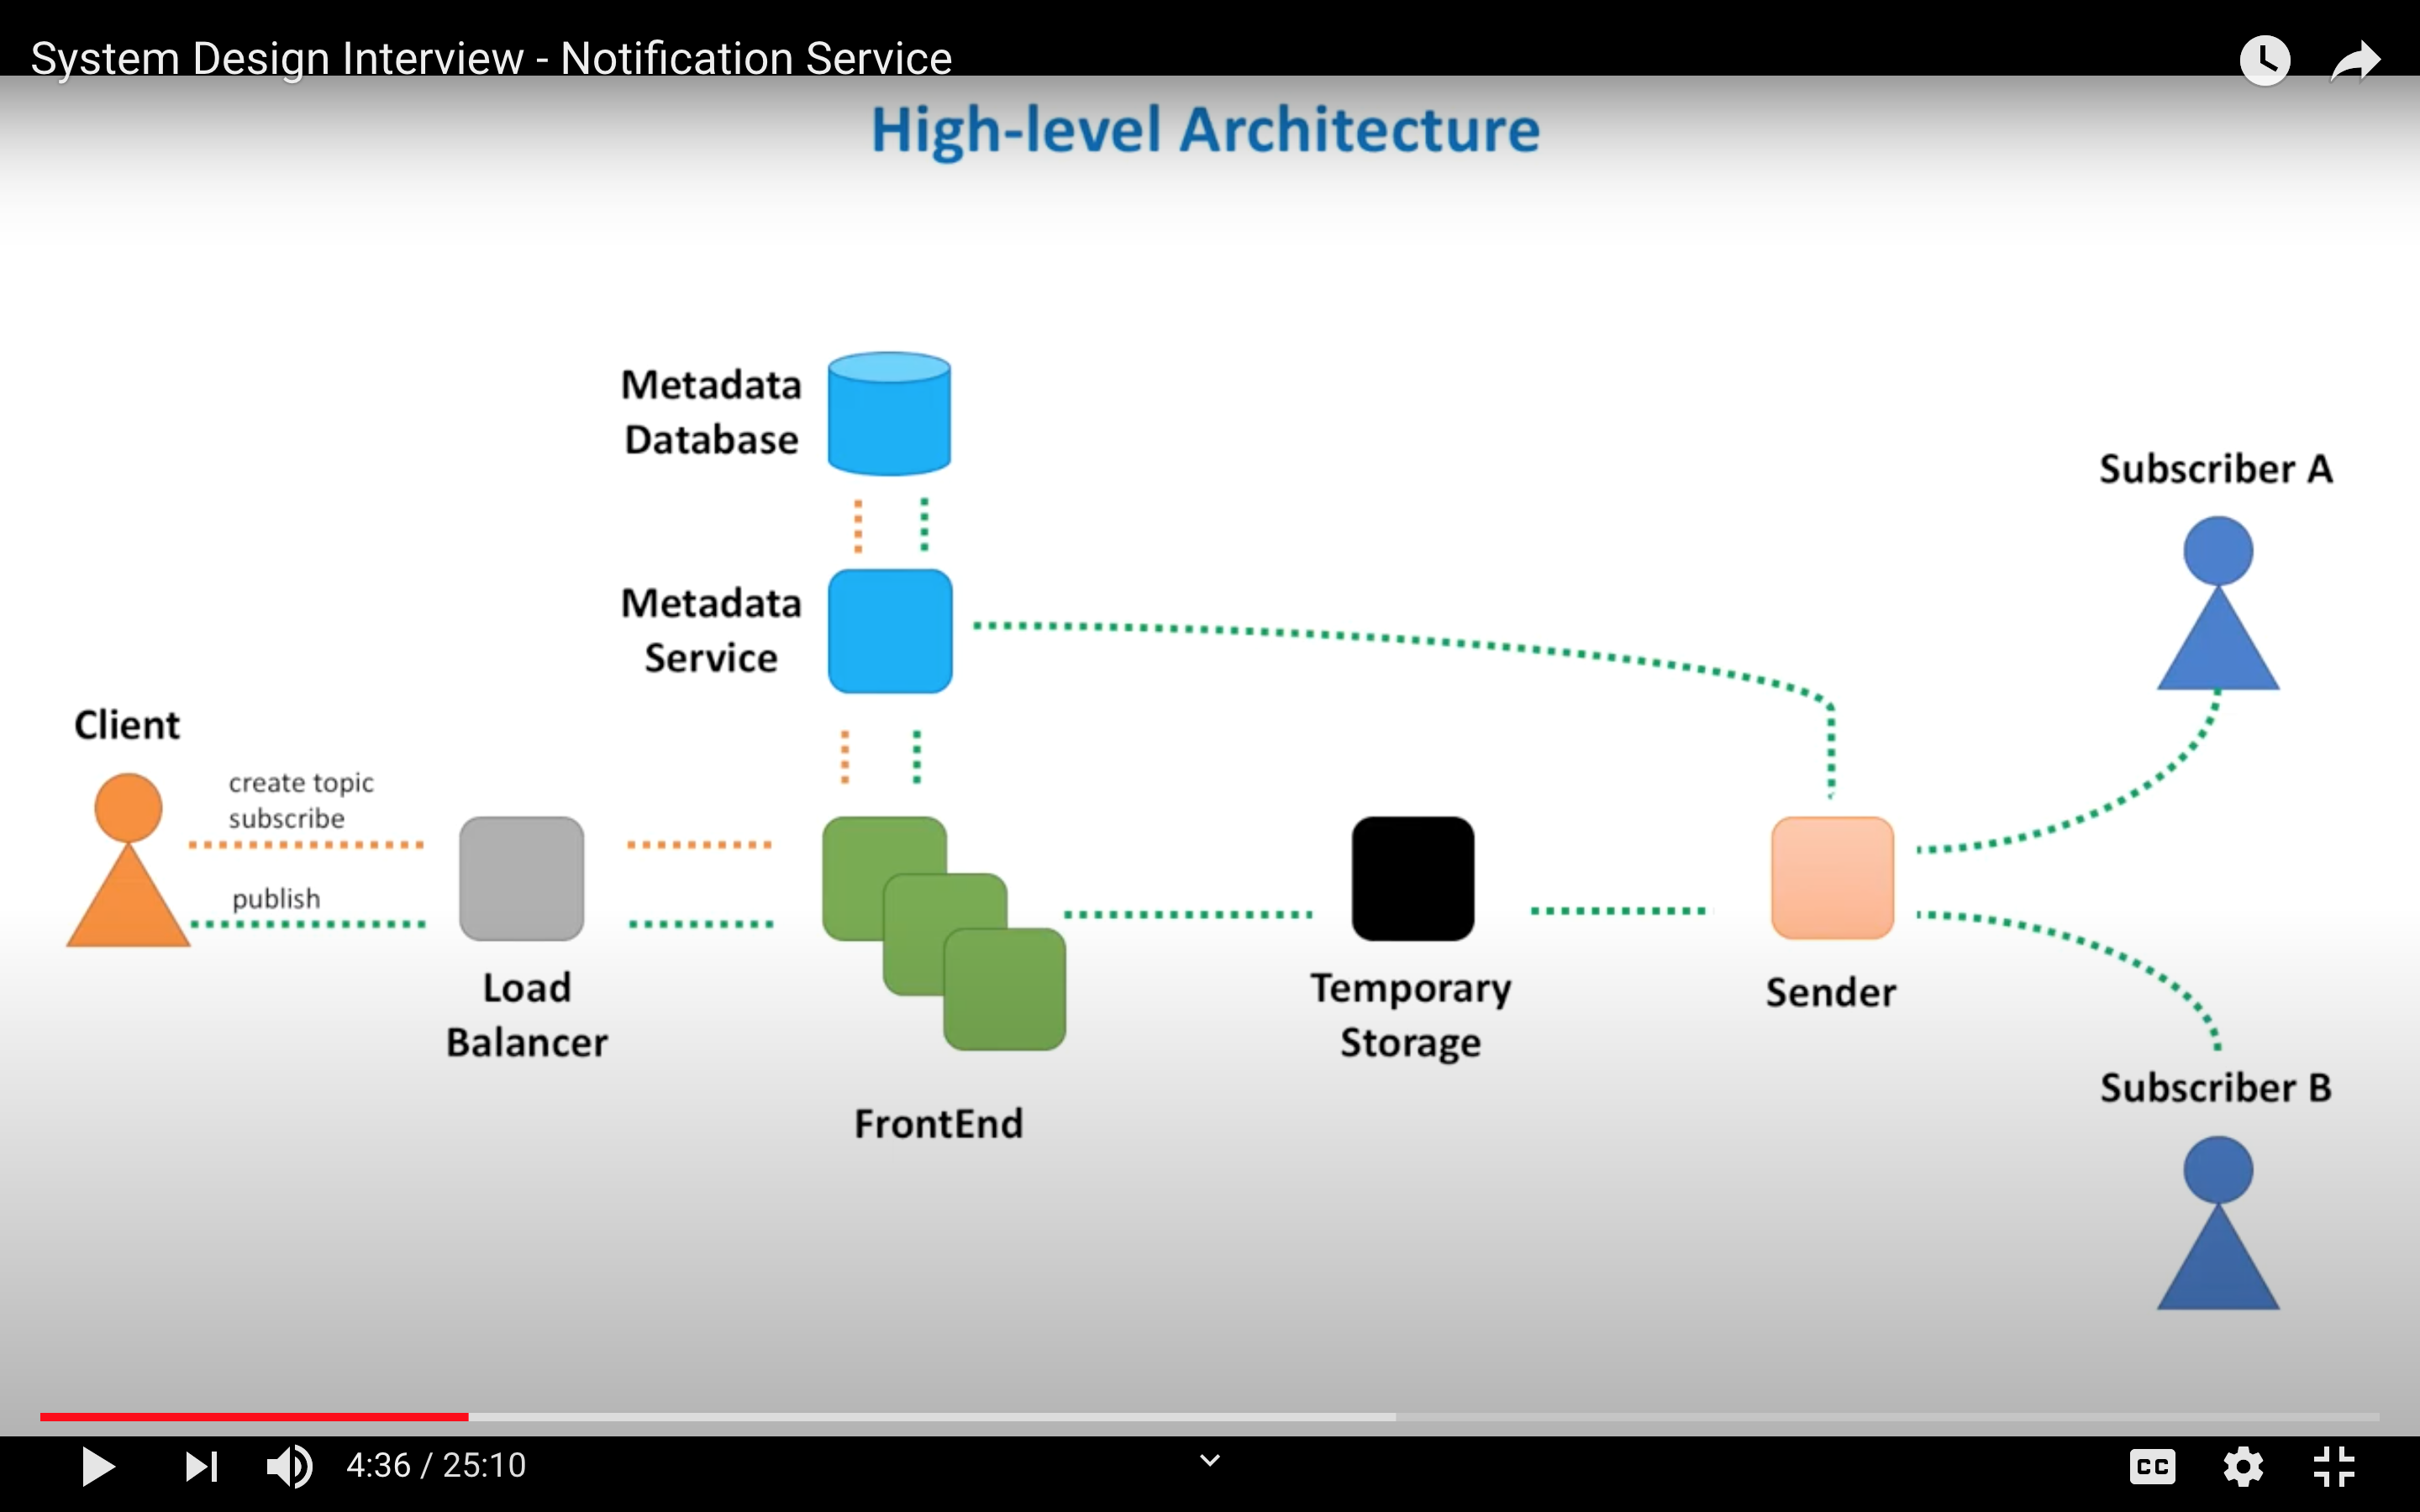 System Design Interview - Notification Service
High-level Architecture
Metadata
Database
Subscriber A
Metadata
Service
Client
create topic
subscribe
publish
Load
Balancer
Temporary
Storage
Sender
FrontEnd
Subscriber B
4:36 / 25:10
CC